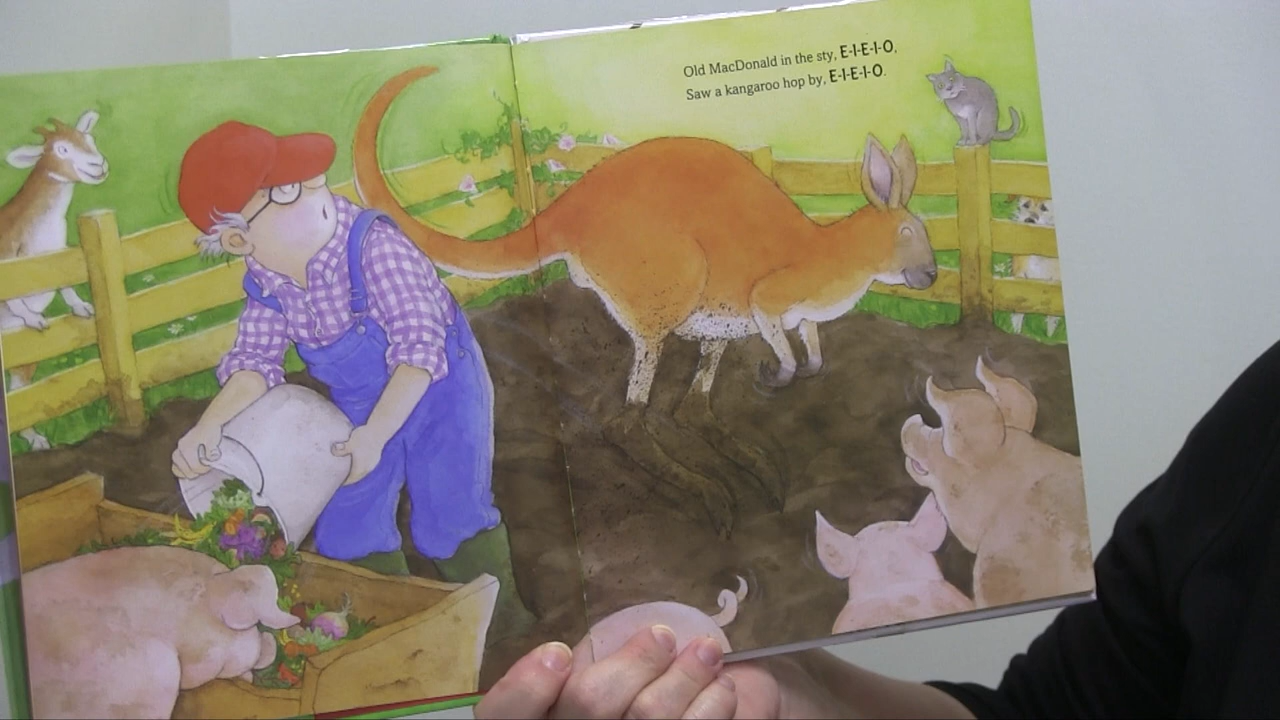 Old MacDonald in the sty, E-I-E-I-O,
Saw a kangaroo hop by, E-I-E-I-O.